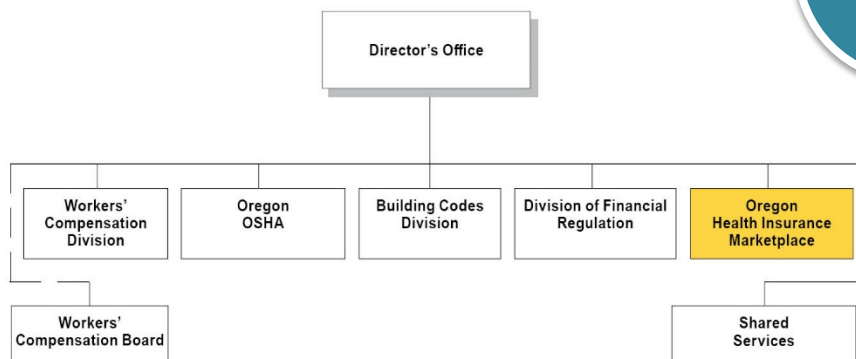 Director's Office
Workers'
Compensation
Division
Oregon
OSHA
Building Codes
Division
Division of Financial
Regulation
Oregon
Health Insurance
Marketplace
Workers'
Compensation Board
Shared
Services